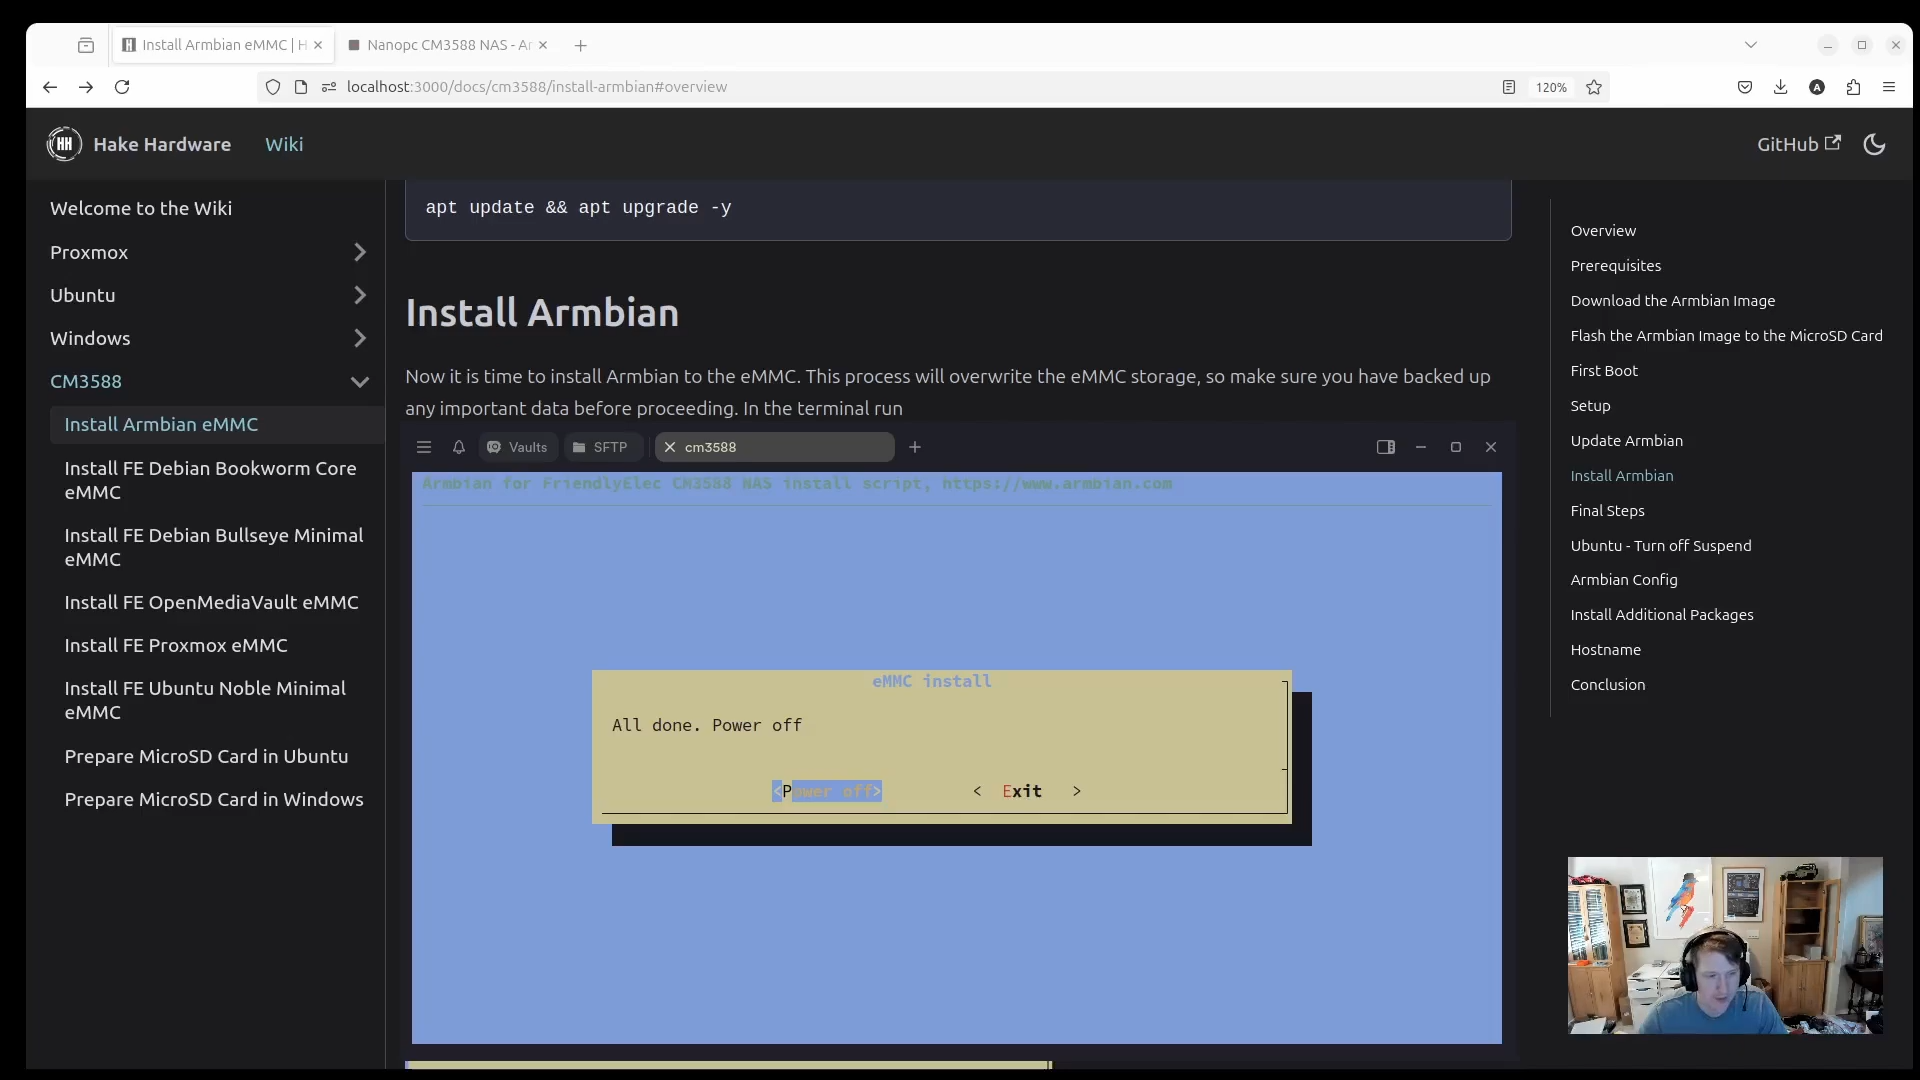 Install Armbian eMMC | H
Nanopc CM3588 NAS - Ar
localhost:3000/docs/cm3588/install-armbian#overview
120%
A
HH
Hake Hardware
Wiki
GitHub
Welcome to the Wiki
Proxmox
Ubuntu
Windows
CM3588
Install Armbian eMMC
Install FE Debian Bookworm Core
eMMC
Install FE Debian Bullseye Minimal
eMMC
Install FE OpenMediaVault eMMC
Install FE Proxmox eMMC
Install FE Ubuntu Noble Minimal
eMMC
Prepare MicroSD Card in Ubuntu
Prepare MicroSD Card in Windows
apt update && apt upgrade -y
Install Armbian
Now it is time to install Armbian to the eMMC. This process will overwrite the eMMC storage, so make sure you have backed up
any important data before proceeding. In the terminal run
Vaults
SFTP
cm3588
Armbian for FriendlyElec CM3588 NAS install script, https://www.armbian.com
eMMC install
All done. Power off
<Power off>
< Exit >
Overview
Prerequisites
Download the Armbian Image
Flash the Armbian Image to the MicroSD Card
First Boot
Setup
Update Armbian
Install Armbian
Final Steps
Ubuntu - Turn off Suspend
Armbian Config
Install Additional Packages
Hostname
Conclusion